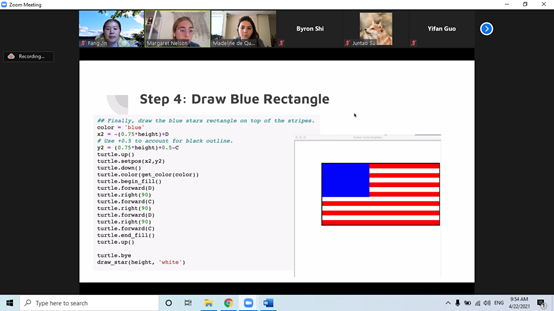 Zoom Meeting
Fang Jin
Margaret Nelson
Madeline de Qu...
Byron Shi
Juntao Su
Yifan Guo
Recording...
Step 4: Draw Blue Rectangle
## Finally, draw the blue stars rectangle on top of the stripes.
color = 'blue'
x2 = -(0.75*height)+D
# Use +0.5 to account for black outline.
y2 = (0.75*height)+0.5-C
turtle.up()
turtle.setpos(x2,y2)
turtle.down()
turtle.color(get_color(color))
turtle.begin_fill()
turtle.forward(D)
turtle.right(90)
turtle.forward(C)
turtle.right(90)
turtle.forward(D)
turtle.right(90)
turtle.forward(C)
turtle.end_fill()
turtle.up()
turtle.bye
draw_star(height, 'white')
Type here to search
ENG
9:54 AM
4/22/2021